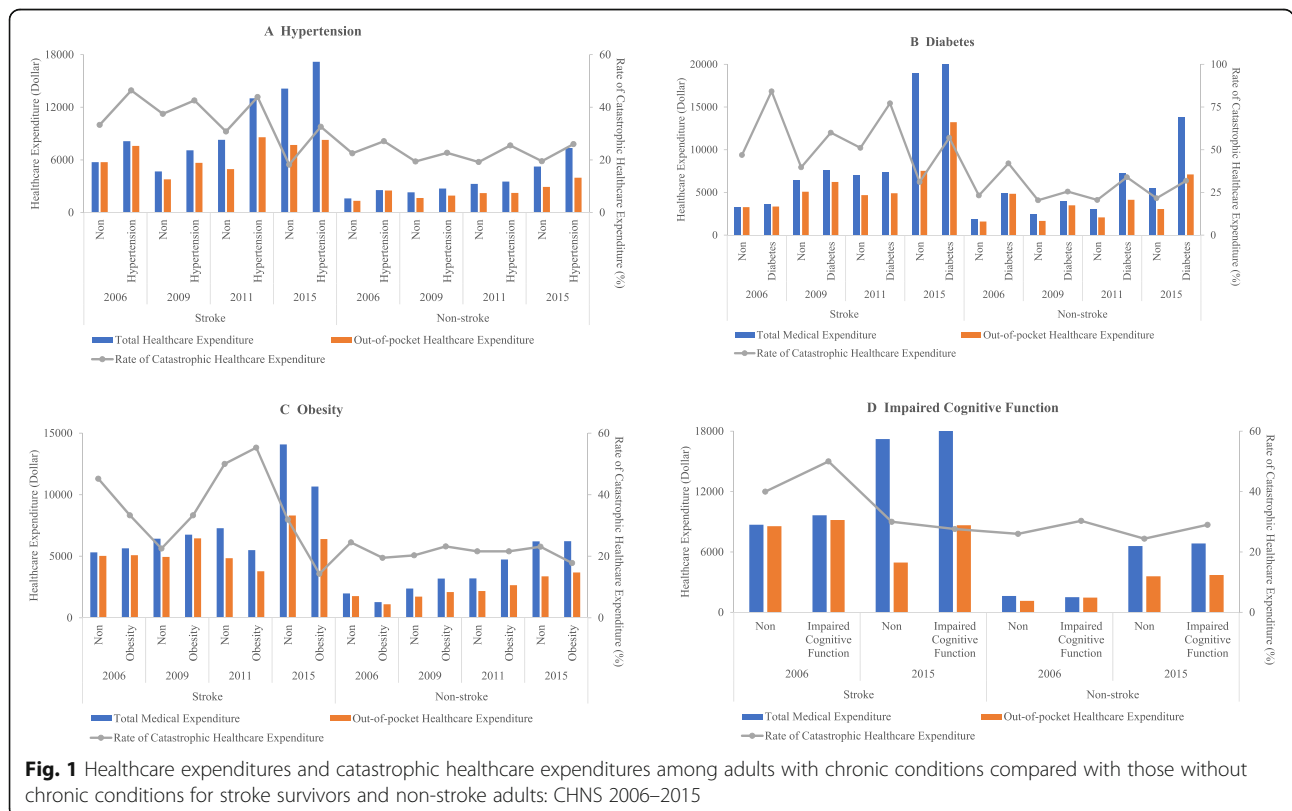 A Hypertension
Healthcare Expenditure (Dollar)
18000
12000
6000
0
60
40
20
0
Rate of Catastrophic Healthcare Expenditure (%)
Non Hypertension Non Hypertension Non Hypertension Non Hypertension Non Hypertension Non Hypertension Non Hypertension Non Hypertension
2006 2009 2011 2015 2006 2009 2011 2015
Stroke Non-stroke
Total Healthcare Expenditure Out-of-pocket Healthcare Expenditure
Rate of Catastrophic Healthcare Expenditure
B Diabetes
Healthcare Expenditure (Dollar)
20000
15000
10000
5000
0
100
75
50
25
0
Rate of Catastrophic Healthcare Expenditure (%)
Non Diabetes Non Diabetes Non Diabetes Non Diabetes Non Diabetes Non Diabetes Non Diabetes Non Diabetes
2006 2009 2011 2015 2006 2009 2011 2015
Stroke Non-stroke
Total Medical Expenditure Out-of-pocket Healthcare Expenditure
Rate of Catastrophic Healthcare Expenditure
C Obesity
Healthcare Expenditure (Dollar)
15000
10000
5000
0
60
40
20
0
Rate of Catastrophic Healthcare Expenditure (%)
Non Obesity Non Obesity Non Obesity Non Obesity Non Obesity Non Obesity Non Obesity Non Obesity
2006 2009 2011 2015 2006 2009 2011 2015
Stroke Non-stroke
Total Medical Expenditure Out-of-pocket Healthcare Expenditure
Rate of Catastrophic Healthcare Expenditure
D Impaired Cognitive Function
Healthcare Expenditure (Dollar)
18000
12000
6000
0
60
40
20
0
Rate of Catastrophic Healthcare Expenditure (%)
Non Impaired Non Impaired Non Impaired Non Impaired
Cognitive Cognitive Cognitive Cognitive
Function Function Function Function
2006 2015 2006 2015
Stroke Non-stroke
Total Medical Expenditure Out-of-pocket Healthcare Expenditure
Rate of Catastrophic Healthcare Expenditure
Fig. 1 Healthcare expenditures and catastrophic healthcare expenditures among adults with chronic conditions compared with those without
chronic conditions for stroke survivors and non-stroke adults: CHNS 2006–2015